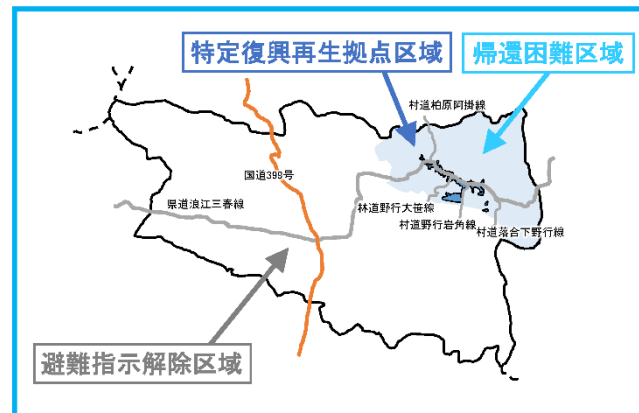 特定復興再生拠点区域
帰還困難区域
村道柏原阿掛線
国道399号
県道浪江三春線
林道野行大笹線
村道野行岩角線
村道落合下野行線
避難指示解除区域